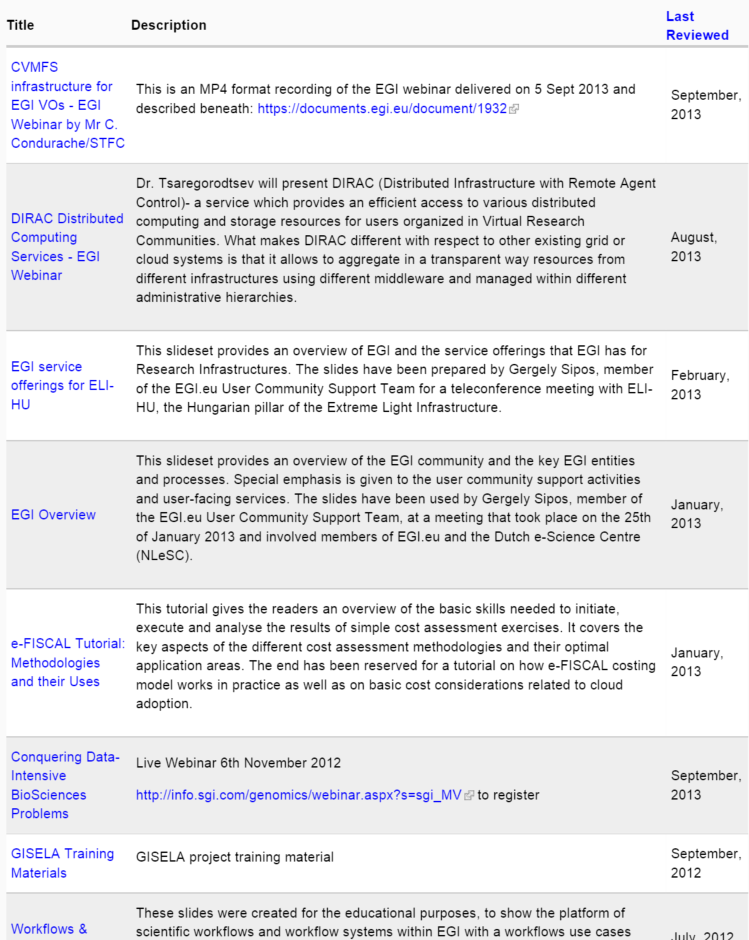 Title
Description
Last
Reviewed
CVMFS
infrastructure for
EGI VOs - EGI
Webinar by Mr C.
Condurache/STFC
This is an MP4 format recording of the EGI webinar delivered on 5 Sept 2013 and
described beneath: https://documents.egi.eu/document/1932
September,
2013
DIRAC Distributed
Computing
Services - EGI
Webinar
Dr. Tsaregorodtsev will present DIRAC (Distributed Infrastructure with Remote Agent
Control)- a service which provides an efficient access to various distributed
computing and storage resources for users organized in Virtual Research
Communities. What makes DIRAC different with respect to other existing grid or
cloud systems is that it allows to aggregate in a transparent way resources from
different infrastructures using different middleware and managed within different
administrative hierarchies.
August,
2013
EGI service
offerings for ELI-
HU
This slideset provides an overview of EGI and the service offerings that EGI has for
Research Infrastructures. The slides have been prepared by Gergely Sipos, member
of the EGI.eu User Community Support Team for a teleconference meeting with ELI-
HU, the Hungarian pillar of the Extreme Light Infrastructure.
February,
2013
EGI Overview
This slideset provides an overview of the EGI community and the key EGI entities
and processes. Special emphasis is given to the user community support activities
and user-facing services. The slides have been used by Gergely Sipos, member of
the EGI.eu User Community Support Team, at a meeting that took place on the 25th
of January 2013 and involved members of EGI.eu and the Dutch e-Science Centre
(NLeSC).
January,
2013
e-FISCAL Tutorial:
Methodologies
and their Uses
This tutorial gives the readers an overview of the basic skills needed to initiate,
execute and analyse the results of simple cost assessment exercises. It covers the
key aspects of the different cost assessment methodologies and their optimal
application areas. The end has been reserved for a tutorial on how e-FISCAL costing
model works in practice as well as on basic cost considerations related to cloud
adoption.
January,
2013
Conquering Data-
Intensive
BioSciences
Problems
Live Webinar 6th November 2012
http://info.sgi.com/genomics/webinar.aspx?s=sgi_MV to register
September,
2013
GISELA Training
Materials
GISELA project training material
September,
2012
Workflows &
These slides were created for the educational purposes, to show the platform of
scientific workflows and workflow systems within EGI with a workflows use cases
July, 2012